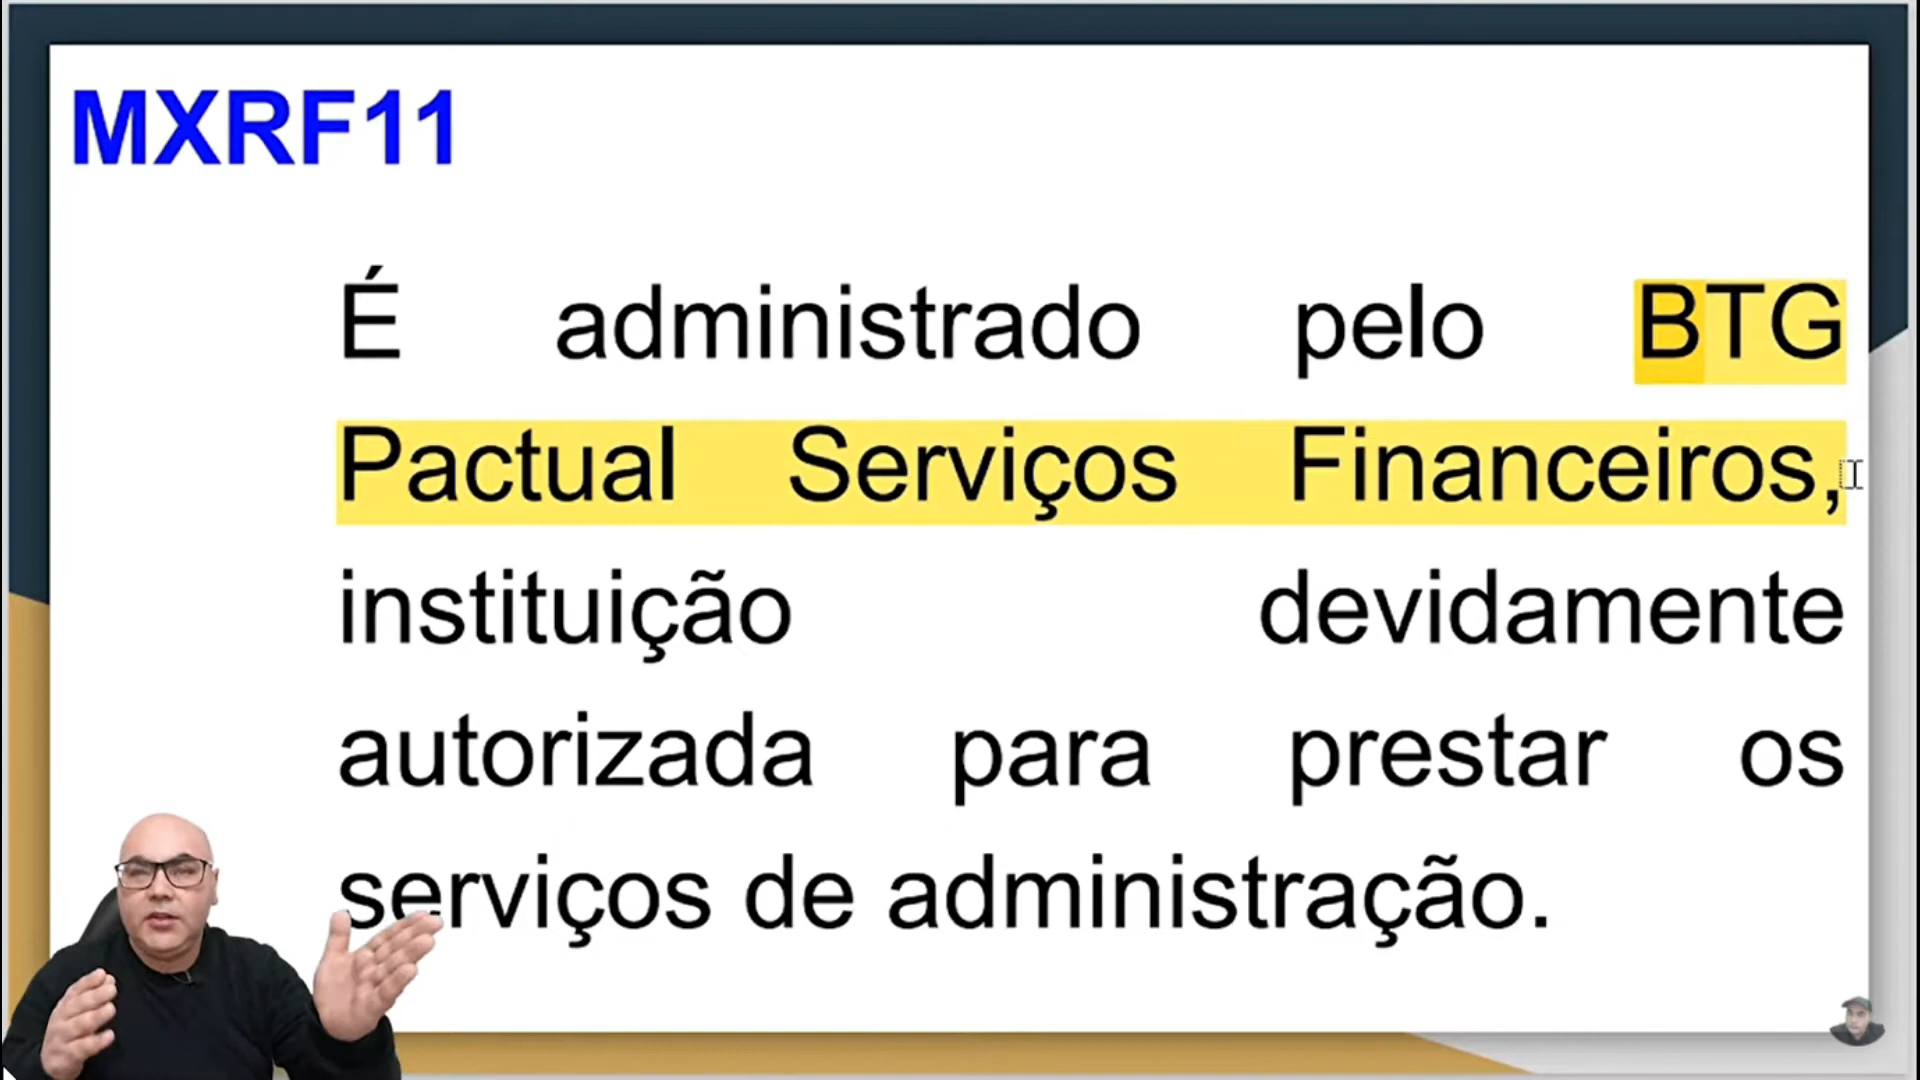 MXRF11
É administrado pelo BTG
Pactual Serviços Financeiros,
instituição devidamente
autorizada para prestar os
serviços de administração.